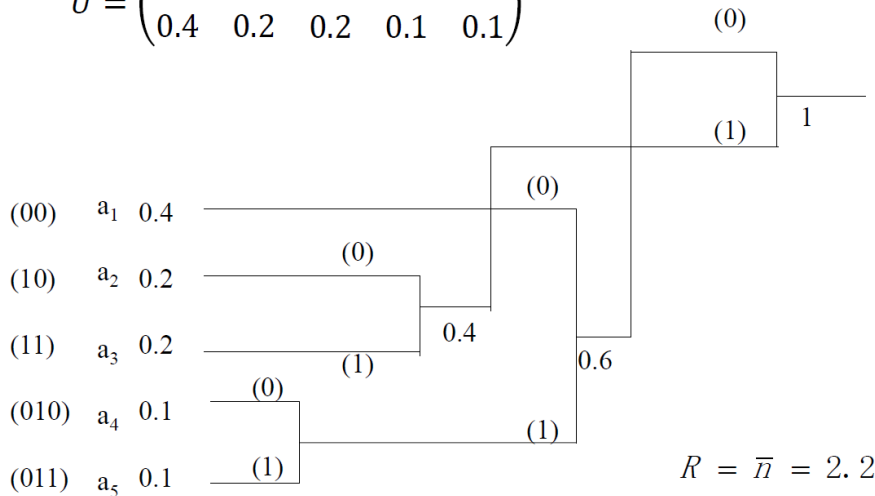 U = (
0.4 0.2 0.2 0.1 0.1)
(0)
(1) 1
(0)
(00) a₁ 0.4
(0)
(10) a₂ 0.2
0.4
(11) a₃ 0.2
(1)
0.6
(0)
(010) a₄ 0.1
(1)
(011) a₅ 0.1 (1)
R = n̅ = 2.2